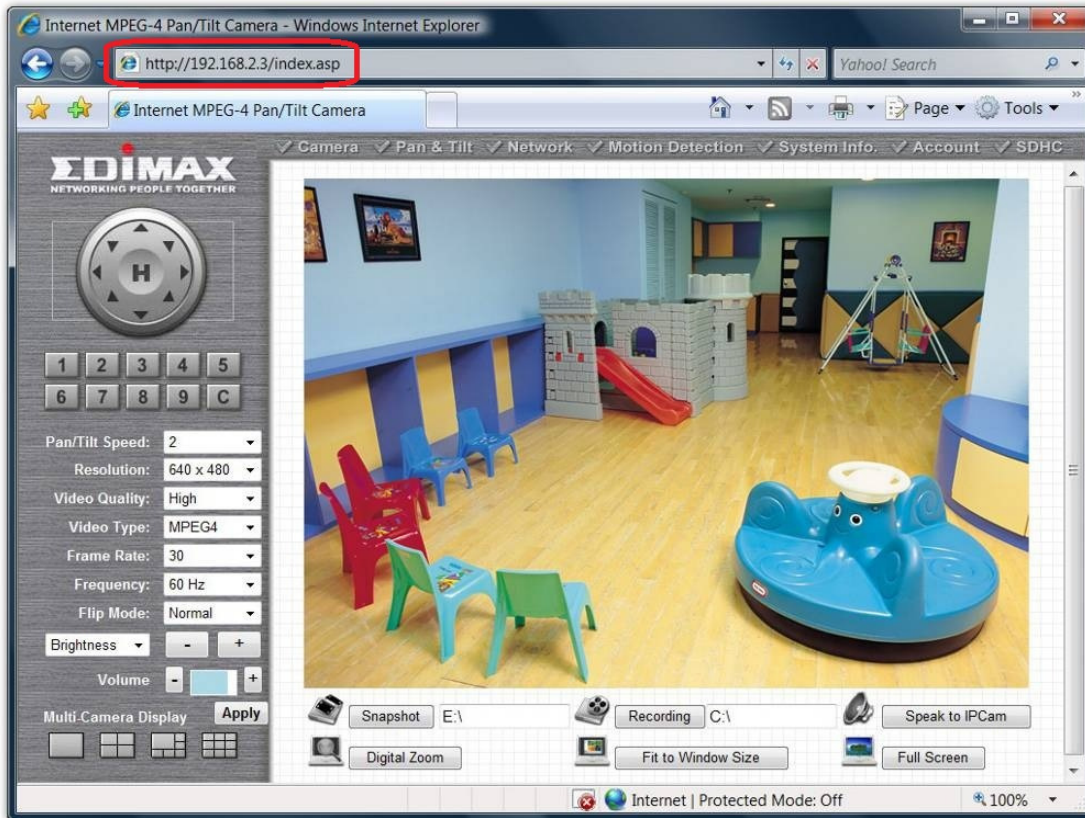 Internet MPEG-4 Pan/Tilt Camera - Windows Internet Explorer
http://192.168.2.3/index.asp
Yahoo! Search
Internet MPEG-4 Pan/Tilt Camera
Page
Tools
EDIMAX
NETWORKING PEOPLE TOGETHER
Camera Pan & Tilt Network Motion Detection System Info. Account SDHC
H
1 2 3 4 5
6 7 8 9 C
Pan/Tilt Speed: 2
Resolution: 640 x 480
Video Quality: High
Video Type: MPEG4
Frame Rate: 30
Frequency: 60 Hz
Flip Mode: Normal
Brightness - +
Volume - +
Multi-Camera Display Apply
Snapshot E:\ Recording C:\ Speak to IPCam
Digital Zoom Fit to Window Size Full Screen
Internet | Protected Mode: Off 100%